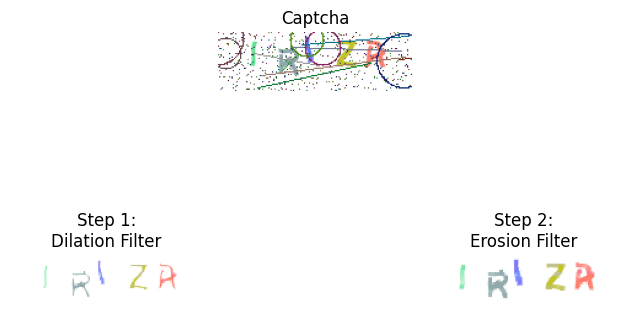 Captcha
I R I Z R
Step 1:
Dilation Filter
I R I Z R
Step 2:
Erosion Filter
I R I Z R